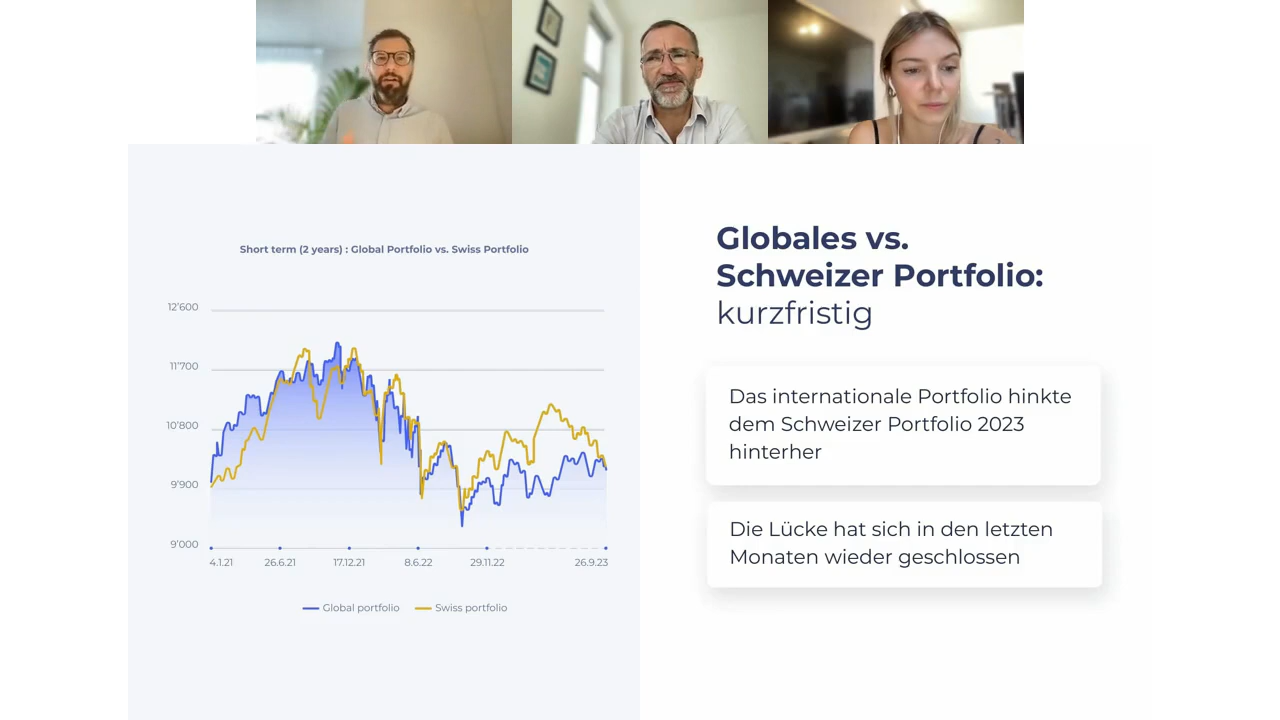 Short term (2 years) : Global Portfolio vs. Swiss Portfolio
12'600
11'700
10'800
9'900
9'000
4.1.21 26.6.21 17.12.21 8.6.22 29.11.22 26.9.23
Global portfolio Swiss portfolio
Globales vs.
Schweizer Portfolio:
kurzfristig
Das internationale Portfolio hinkte
dem Schweizer Portfolio 2023
hinterher
Die Lücke hat sich in den letzten
Monaten wieder geschlossen